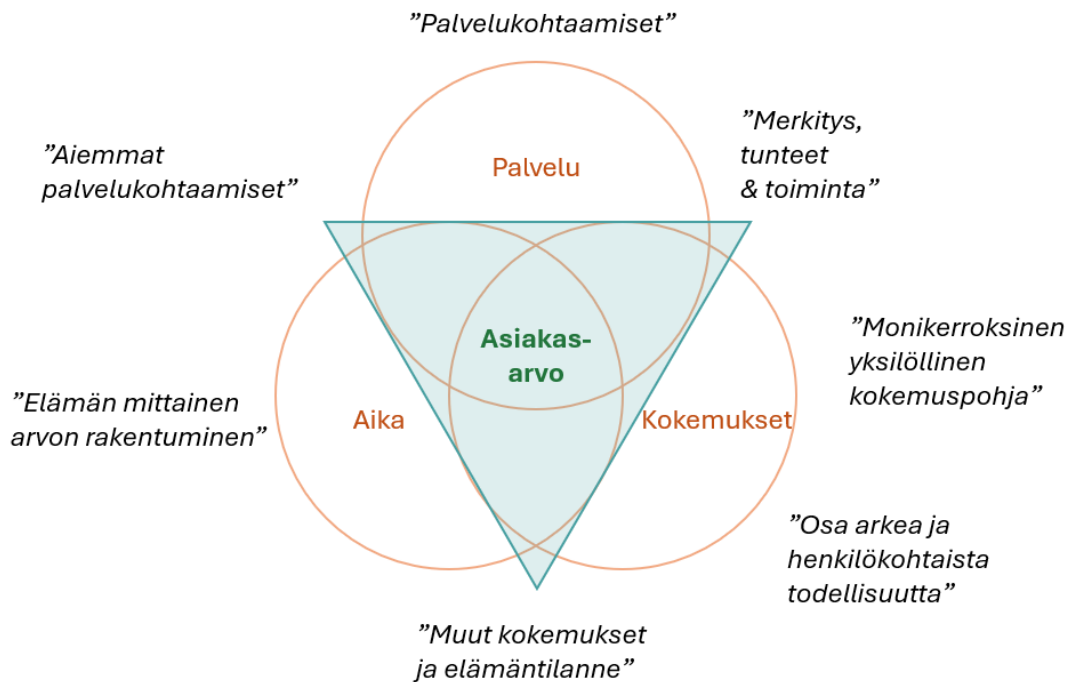 ”Palvelukohtaamiset”
”Merkitys,
tunteet
& toiminta”
”Aiemmat
palvelukohtaamiset”
Palvelu
Asiakas-
arvo
”Monikerroksinen
yksilöllinen
kokemuspohja”
”Elämän mittainen
arvon rakentuminen”
Aika
Kokemukset
”Osa arkea ja
henkilökohtaista
todellisuutta”
”Muut kokemukset
ja elämäntilanne”